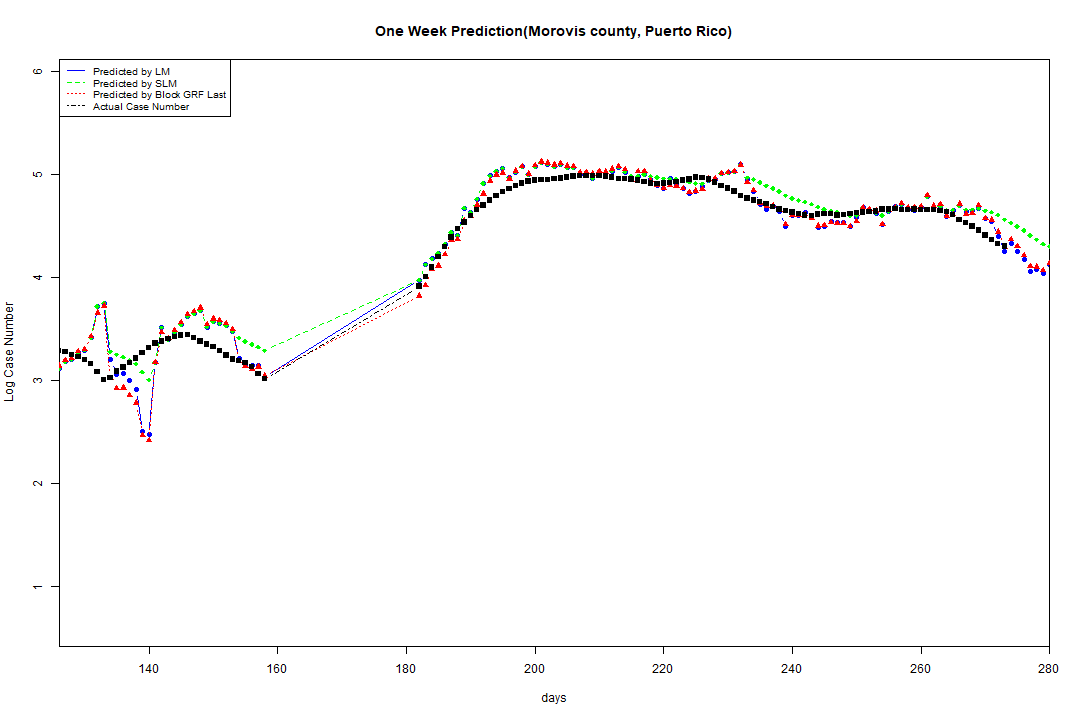 One Week Prediction(Morovis county, Puerto Rico)
Predicted by LM
Predicted by SLM
Predicted by Block GRF Last
Actual Case Number
6
5
4
3
2
1
Log Case Number
140 160 180 200 220 240 260 280
days